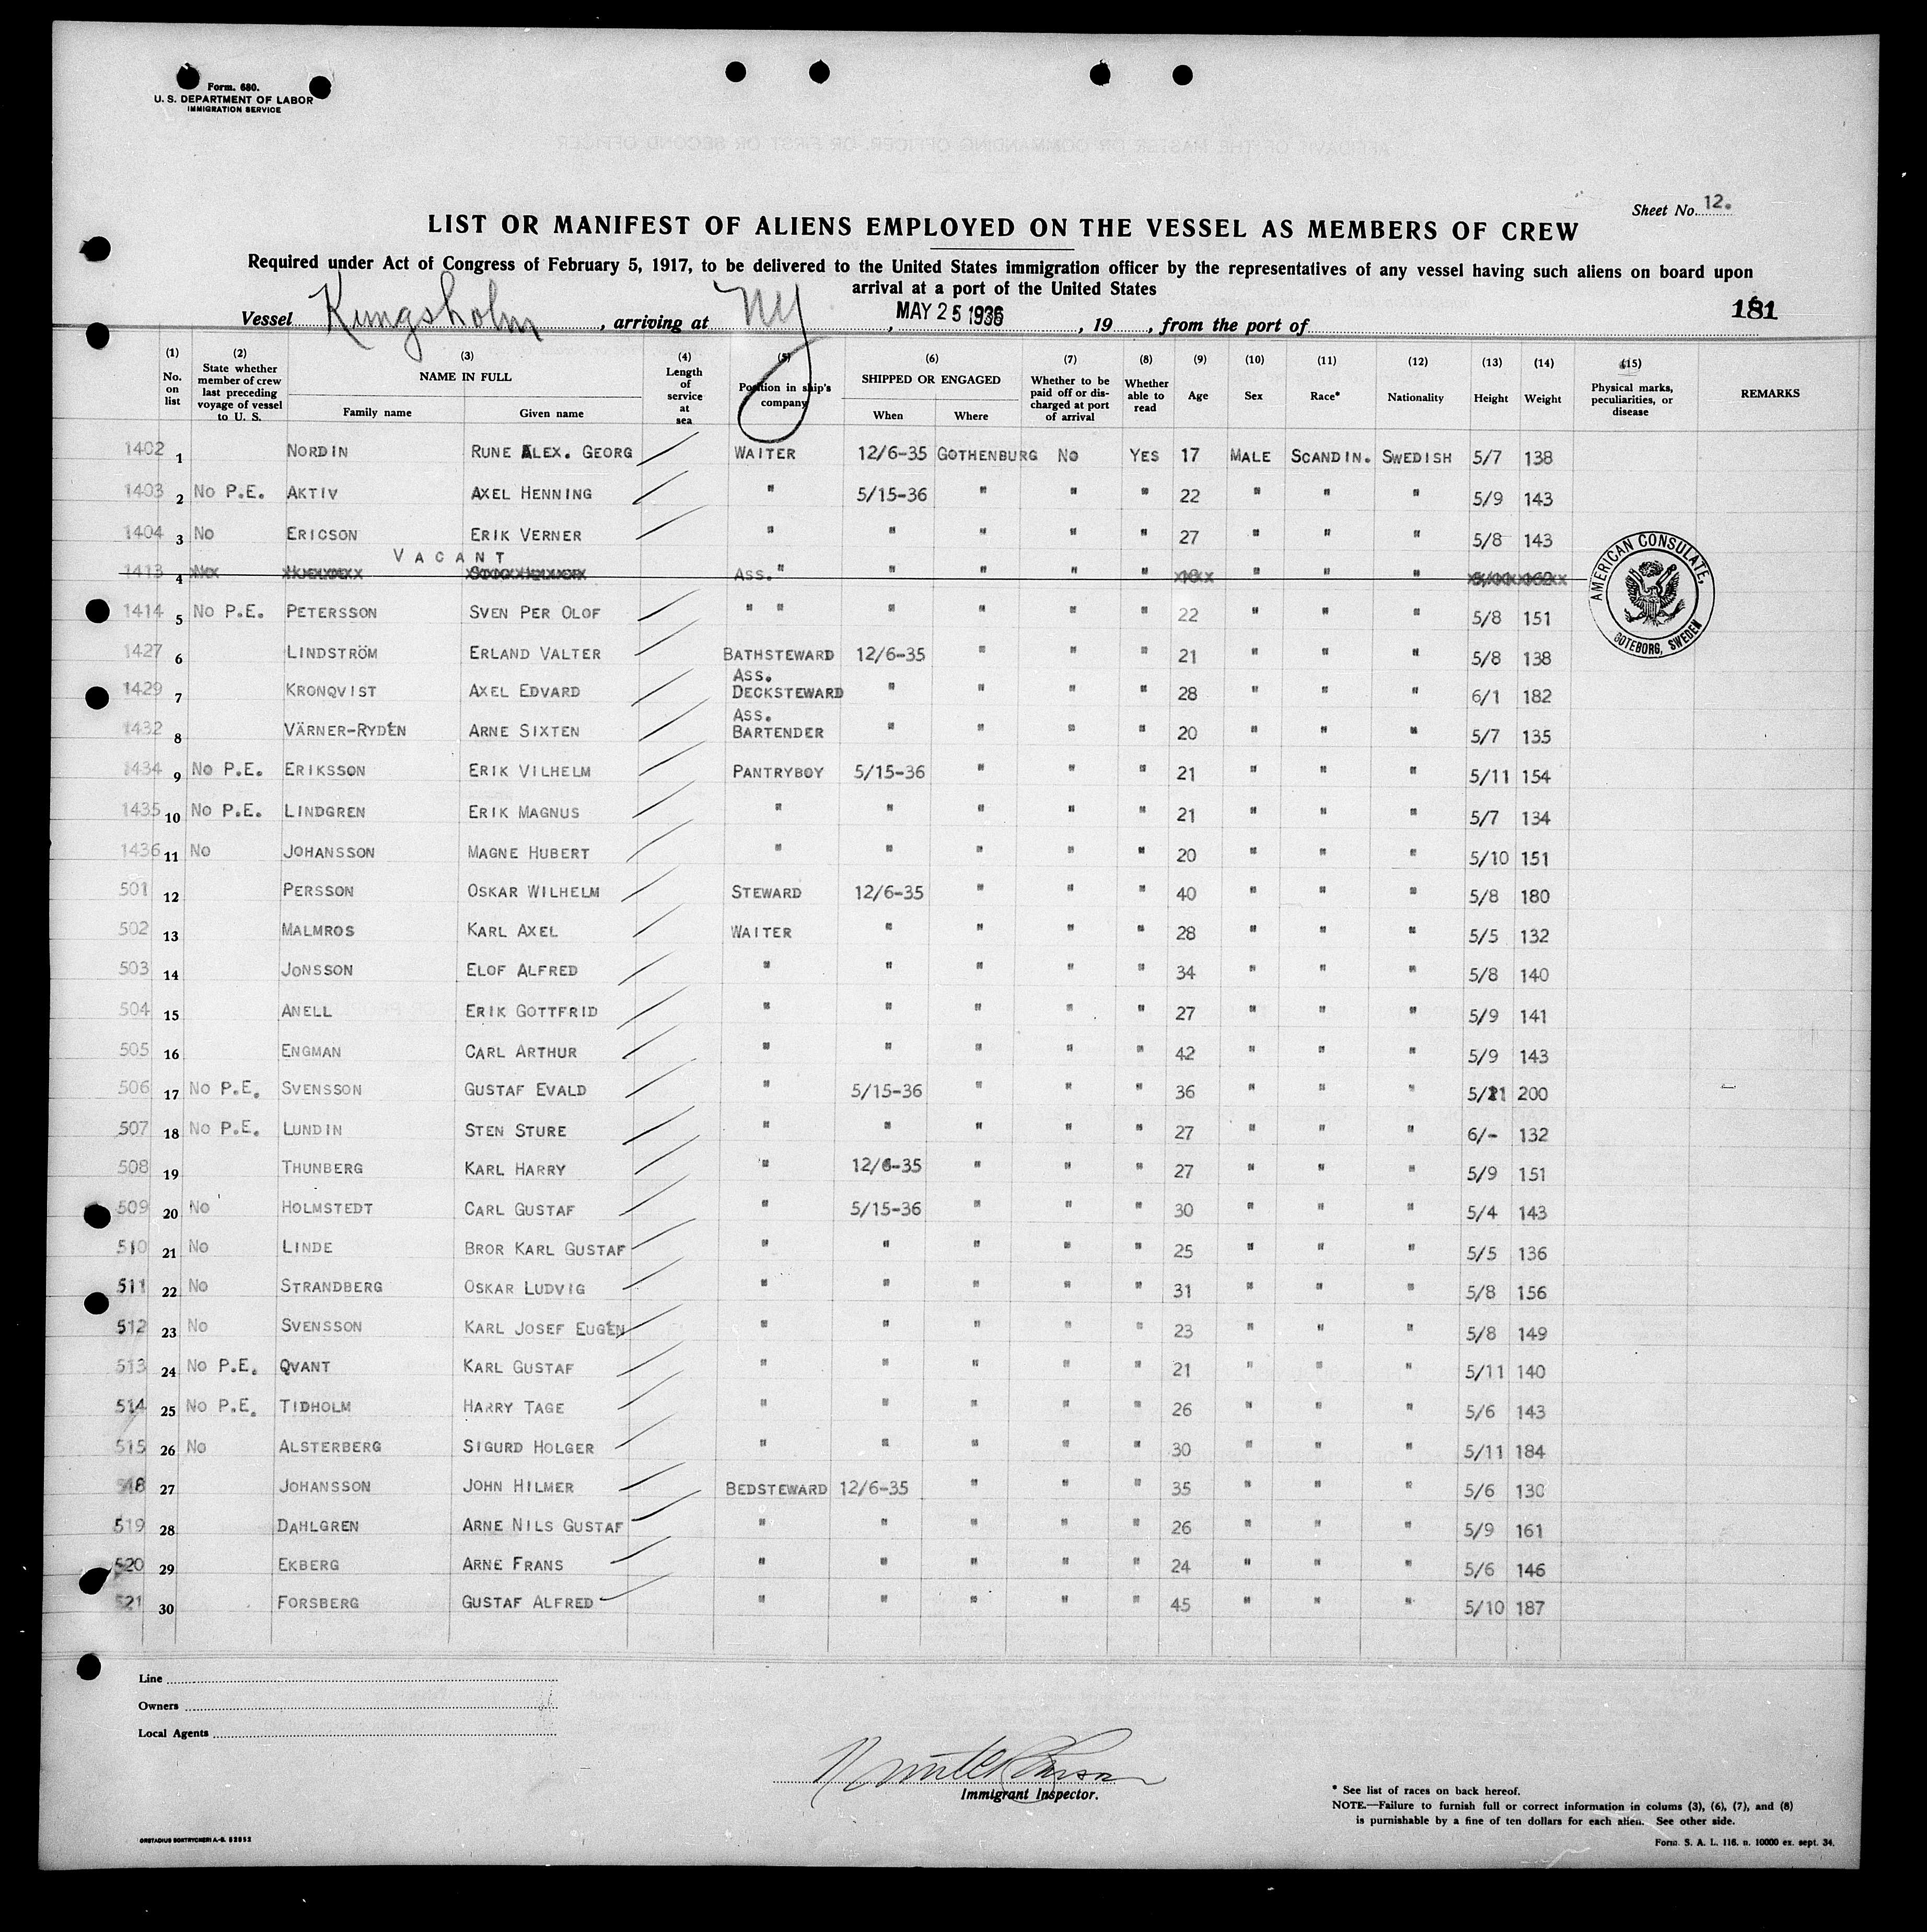 Form. 680.
U. S. DEPARTMENT OF LABOR
IMMIGRATION SERVICE
Sheet No. 12.
LIST OR MANIFEST OF ALIENS EMPLOYED ON THE VESSEL AS MEMBERS OF CREW
Required under Act of Congress of February 5, 1917, to be delivered to the United States immigration officer by the representatives of any vessel having such aliens on board upon
arrival at a port of the United States
181
Vessel Kungsholm, arriving at NY, MAY 25 1936, 19, from the port of
(1) No. on list (2) State whether member of crew last preceding voyage of vessel to U. S. (3) NAME IN FULL Family name Given name (4) Length of service at sea (5) Position in ship's company (6) SHIPPED OR ENGAGED When Where (7) Whether to be paid off or discharged at port of arrival (8) Whether able to read (9) Age (10) Sex (11) Race* (12) Nationality (13) Height (14) Weight (15) Physical marks, peculiarities, or disease REMARKS
1402 1 NORDIN RUNE ALEX. GEORG WAITER 12/6-35 GOTHENBURG NO YES 17 MALE SCANDIN. SWEDISH 5/7 138
1403 2 NO P.E. AKTIV AXEL HENNING " 5/15-36 " " " 22 " " " 5/9 143
1404 3 NO ERICSON ERIK VERNER " " " " " 27 " " " 5/8 143
VACANT
1413 4 ASS. " " " " " " " "
1414 5 NO P.E. PETERSSON SVEN PER OLOF " " " " " " 22 " " " 5/8 151
1427 6 LINDSTRÖM ERLAND VALTER BATHSTEWARD 12/6-35 " " " 21 " " " 5/8 138
1429 7 KRONQVIST AXEL EDVARD ASS. DECKSTEWARD " " " " 28 " " " 6/1 182
1432 8 VÄRNER-RYDÉN ARNE SIXTEN ASS. BARTENDER " " " " 20 " " " 5/7 135
1434 9 NO P.E. ERIKSSON ERIK VILHELM PANTRYBOY 5/15-36 " " " 21 " " " 5/11 154
1435 10 NO P.E. LINDGREN ERIK MAGNUS " " " " " 21 " " " 5/7 134
1436 11 NO JOHANSSON MAGNE HUBERT " " " " " 20 " " " 5/10 151
501 12 PERSSON OSKAR WILHELM STEWARD 12/6-35 " " " 40 " " " 5/8 180
502 13 MALMROS KARL AXEL WAITER " " " " 28 " " " 5/5 132
503 14 JONSSON ELOF ALFRED " " " " " 34 " " " 5/8 140
504 15 ANELL ERIK GOTTFRID " " " " " 27 " " " 5/9 141
505 16 ENGMAN CARL ARTHUR " " " " " 42 " " " 5/9 143
506 17 NO P.E. SVENSSON GUSTAF EVALD " 5/15-36 " " " 36 " " " 5/11 200
507 18 NO P.E. LUNDIN STEN STURE " " " " " 27 " " " 6/- 132
508 19 THUNBERG KARL HARRY " 12/6-35 " " " 27 " " " 5/9 151
509 20 NO HOLMSTEDT CARL GUSTAF " 5/15-36 " " " 30 " " " 5/4 143
510 21 NO LINDE BROR KARL GUSTAF " " " " " 25 " " " 5/5 136
511 22 NO STRANDBERG OSKAR LUDVIG " " " " " 31 " " " 5/8 156
512 23 NO SVENSSON KARL JOSEF EUGÉN " " " " " 23 " " " 5/8 149
513 24 NO P.E. QVANT KARL GUSTAF " " " " " 21 " " " 5/11 140
514 25 NO P.E. TIDHOLM HARRY TAGE " " " " " 26 " " " 5/6 143
515 26 NO ALSTERBERG SIGURD HOLGER " " " " " 30 " " " 5/11 184
518 27 JOHANSSON JOHN HILMER BEDSTEWARD 12/6-35 " " " 35 " " " 5/6 130
519 28 DAHLGREN ARNE NILS GUSTAF " " " " " 26 " " " 5/9 161
520 29 EKBERG ARNE FRANS " " " " " 24 " " " 5/6 146
521 30 FORSBERG GUSTAF ALFRED " " " " " 45 " " " 5/10 187
AMERICAN CONSULATE,
GOTEBORG, SWEDEN
Line
Owners
Local Agents
Immigrant Inspector.
* See list of races on back hereof.
NOTE.—Failure to furnish full or correct information in colums (3), (6), (7), and (8)
is punishable by a fine of ten dollars for each alien. See other side.
ORSTADIUS BOKTRYCKERI A.-B. 52852
Form. S. A. L. 116. n. 10000 ex. sept. 34.